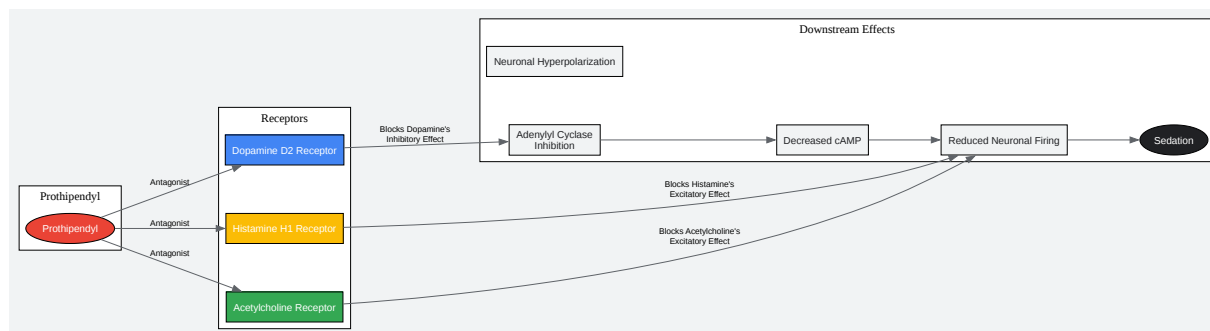 Downstream Effects
Neuronal Hyperpolarization
Receptors
Blocks Dopamine's
Inhibitory Effect
Adenylyl Cyclase
Inhibition
Decreased cAMP
Reduced Neuronal Firing
Sedation
Dopamine D2 Receptor
Antagonist
Prothipendyl
Blocks Histamine's
Excitatory Effect
Prothipendyl
Antagonist
Histamine H1 Receptor
Blocks Acetylcholine's
Excitatory Effect
Antagonist
Acetylcholine Receptor